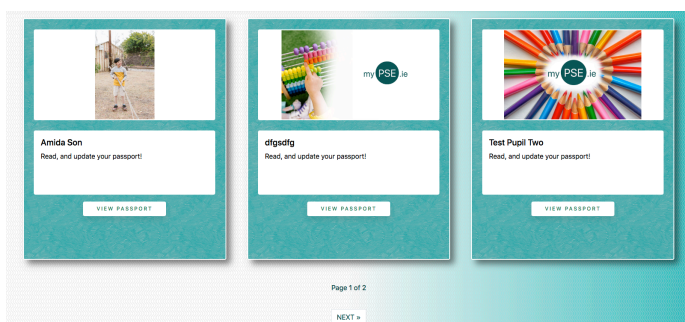 Amida Son
Read, and update your passport!
VIEW PASSPORT
my PSE .ie
dfgsdfg
Read, and update your passport!
VIEW PASSPORT
my PSE .ie
Test Pupil Two
Read, and update your passport!
VIEW PASSPORT
Page 1 of 2
NEXT »